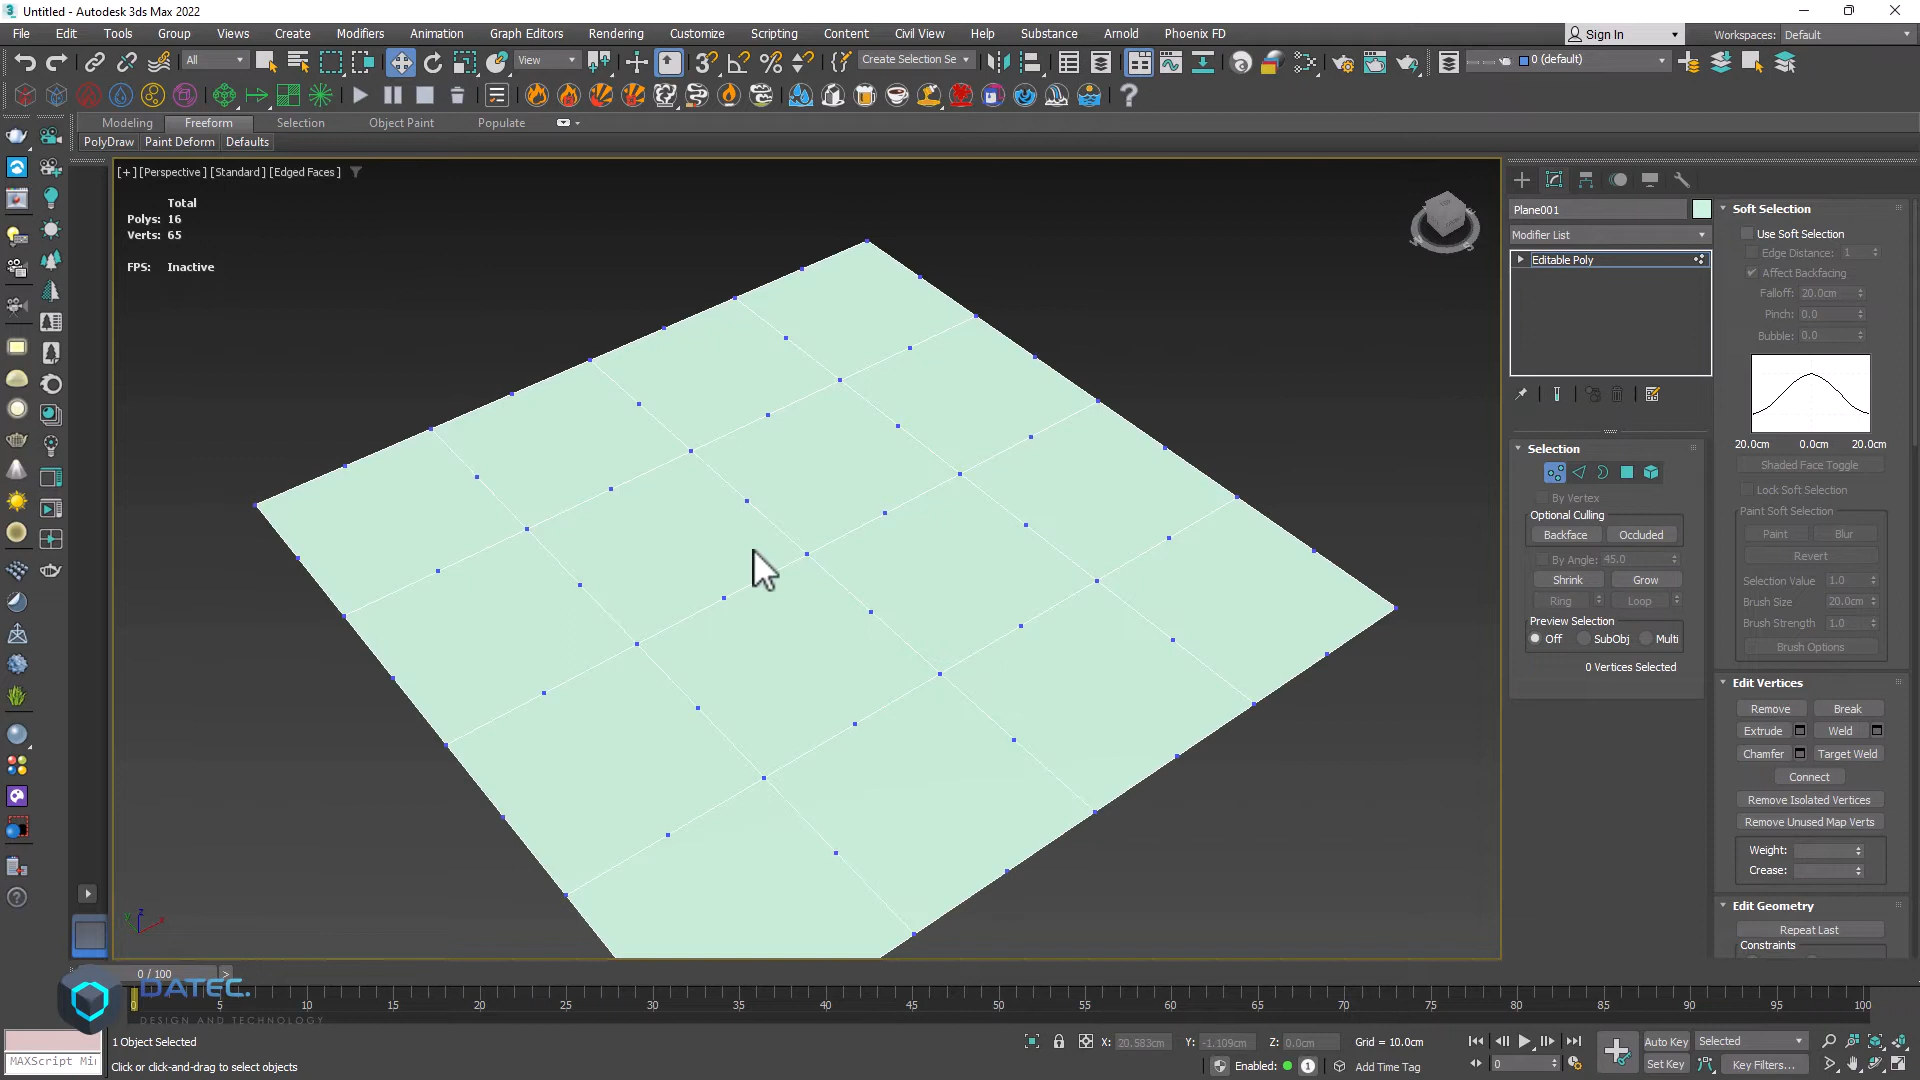 Untitled - Autodesk 3ds Max 2022
File Edit Tools Group Views Create Modifiers Animation Graph Editors Rendering Customize Scripting Content Civil View Help Substance Arnold Phoenix FD Sign In Workspaces: Default
All View Create Selection Se 0 (default)
Modeling Freeform Selection Object Paint Populate
PolyDraw Paint Deform Defaults
[+] [Perspective] [Standard] [Edged Faces]
Total
Polys: 16
Verts: 65
FPS: Inactive
Plane001
Modifier List
Editable Poly
Selection
By Vertex
Optional Culling
Backface Occluded
By Angle: 45.0
Shrink Grow
Ring Loop
Preview Selection
Off SubObj Multi
0 Vertices Selected
Soft Selection
Use Soft Selection
Edge Distance: 1
Affect Backfacing
Falloff: 20.0cm
Pinch: 0.0
Bubble: 0.0
20.0cm 0.0cm 20.0cm
Shaded Face Toggle
Lock Soft Selection
Paint Soft Selection
Paint Blur
Revert
Selection Value 1.0
Brush Size 20.0cm
Brush Strength 1.0
Brush Options
Edit Vertices
Remove Break
Extrude Weld
Chamfer Target Weld
Connect
Remove Isolated Vertices
Remove Unused Map Verts
Weight:
Crease:
Edit Geometry
Repeat Last
Constraints
0 / 100 >
DATEC.
DESIGN AND TECHNOLOGY
0 5 10 15 20 25 30 35 40 45 50 55 60 65 70 75 80 85 90 95 100
1 Object Selected X: 20.583cm Y: -1.109cm Z: 0.0cm Grid = 10.0cm Auto Key Selected
MAXScript Mi Click or click-and-drag to select objects Enabled: 1 Add Time Tag 0 Set Key Key Filters...